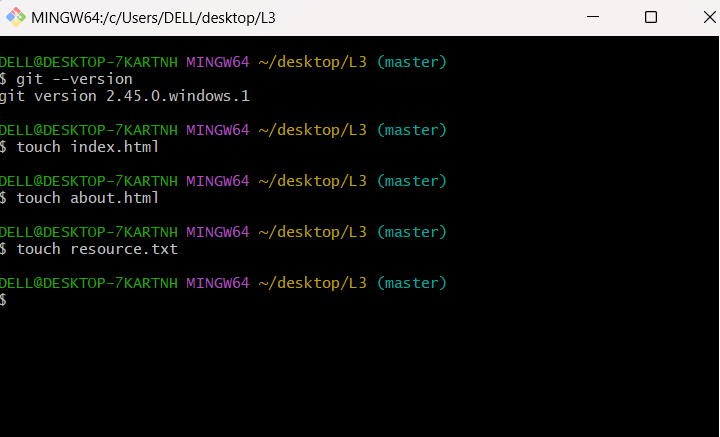 MINGW64:/c/Users/DELL/desktop/L3
DELL@DESKTOP-7KARTNH MINGW64 ~/desktop/L3 (master)
$ git --version
git version 2.45.0.windows.1
DELL@DESKTOP-7KARTNH MINGW64 ~/desktop/L3 (master)
$ touch index.html
DELL@DESKTOP-7KARTNH MINGW64 ~/desktop/L3 (master)
$ touch about.html
DELL@DESKTOP-7KARTNH MINGW64 ~/desktop/L3 (master)
$ touch resource.txt
DELL@DESKTOP-7KARTNH MINGW64 ~/desktop/L3 (master)
$